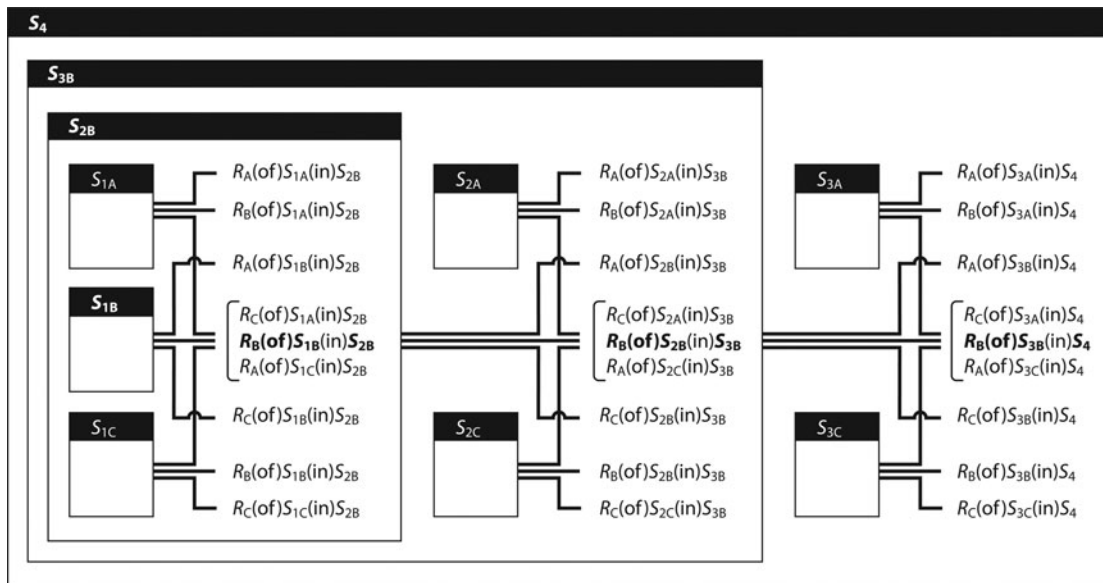 S4
S3B
S2B
S1A
RA(of)S1A(in)S2B
RB(of)S1A(in)S2B
RA(of)S1B(in)S2B
S1B
RC(of)S1A(in)S2B
RB(of)S1B(in)S2B
RA(of)S1C(in)S2B
RC(of)S1B(in)S2B
S1C
RB(of)S1B(in)S2B
RC(of)S1C(in)S2B
S2A
RA(of)S2A(in)S3B
RB(of)S2A(in)S3B
RA(of)S2B(in)S3B
RC(of)S2A(in)S3B
RB(of)S2B(in)S3B
RA(of)S2C(in)S3B
RC(of)S2B(in)S3B
S2C
RB(of)S2B(in)S3B
RC(of)S2C(in)S3B
S3A
RA(of)S3A(in)S4
RB(of)S3A(in)S4
RA(of)S3B(in)S4
RC(of)S3A(in)S4
RB(of)S3B(in)S4
RA(of)S3C(in)S4
RC(of)S3B(in)S4
S3C
RB(of)S3B(in)S4
RC(of)S3C(in)S4